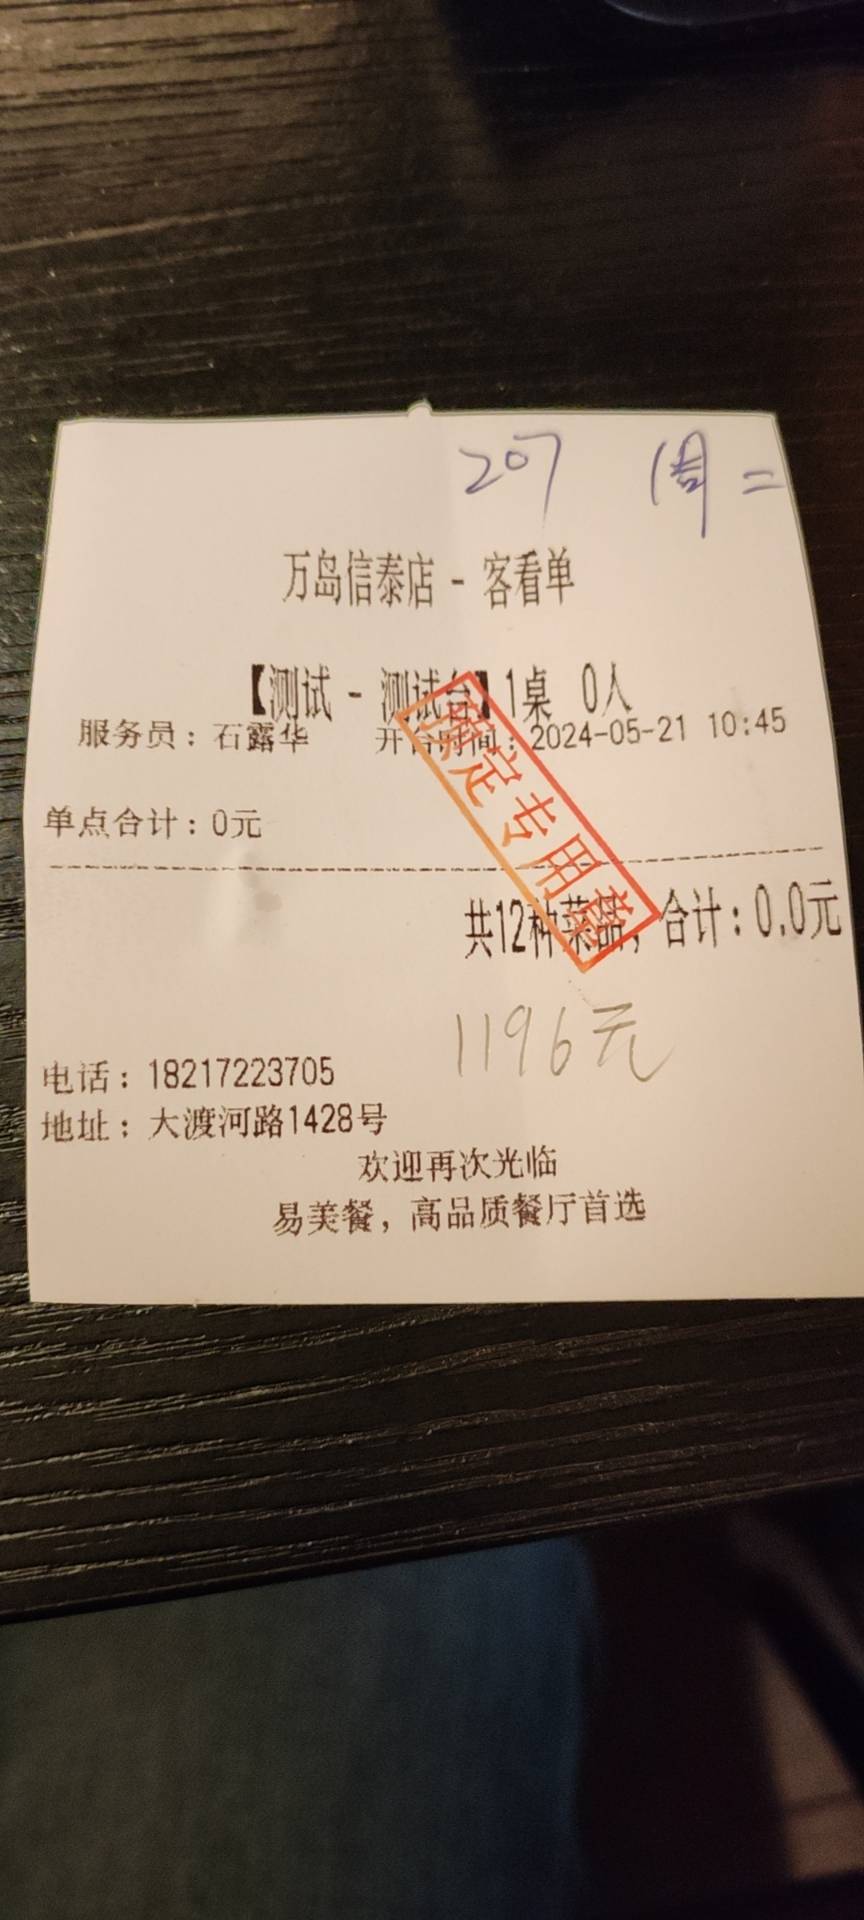 207 周二
万岛信泰店 - 客看单
【测试 - 测试台】1桌 0人
服务员：石露华 开台时间：2024-05-21 10:45
预定专用章
单点合计：0元
共12种菜品，合计：0.0元
1196元
电话：18217223705
地址：大渡河路1428号
欢迎再次光临
易美餐，高品质餐厅首选